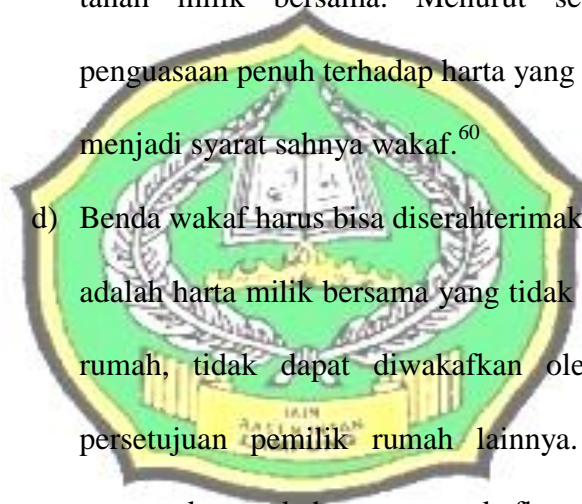 tanah milik bersama. Menurut se
penguasaan penuh terhadap harta yang
menjadi syarat sahnya wakaf.60
d) Benda wakaf harus bisa diserahterimak
adalah harta milik bersama yang tidak
rumah, tidak dapat diwakafkan ole
IAIN
persetujuan pemilik rumah lainnya.